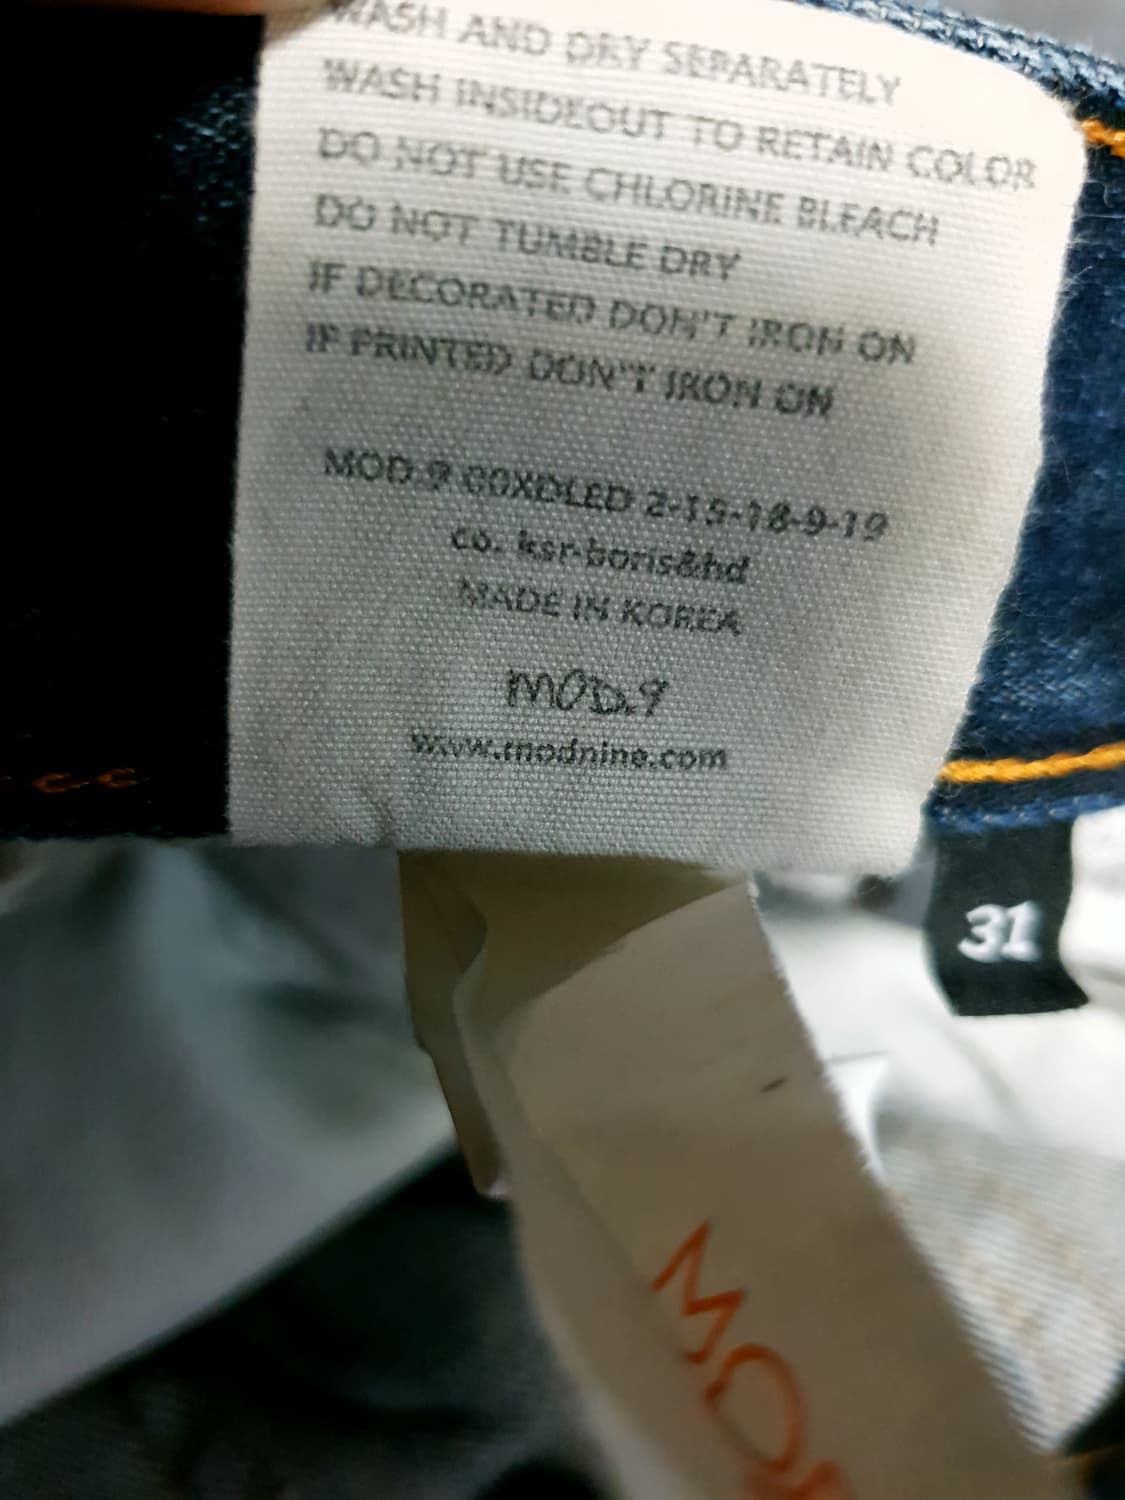 WASH AND DRY SEPARATELY
WASH INSIDEOUT TO RETAIN COLOR
DO NOT USE CHLORINE BLEACH
DO NOT TUMBLE DRY
IF DECORATED DON'T IRON ON
IF PRINTED DON'T IRON ON
MOD.9 00XDLED 2-15-18-9-19
co. ksr-boris&hd
MADE IN KOREA
MOD.9
www.modnine.com
31
MOD